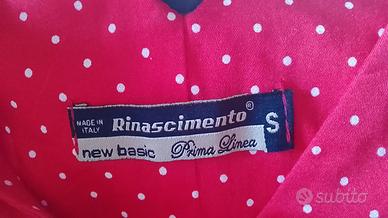 MADE IN
ITALY
Rinascimento®
S
new basic
Prima Linea
subito